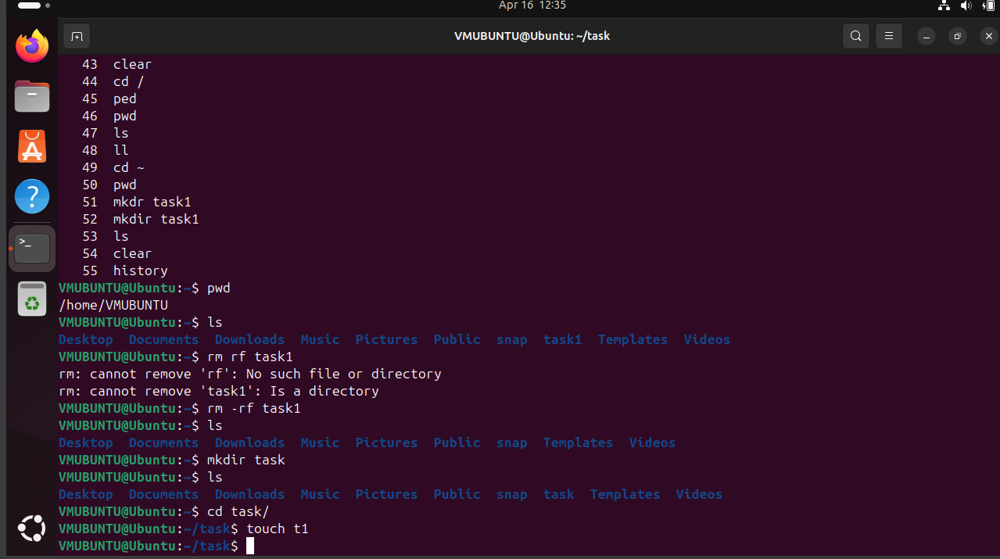 Apr 16 12:35
VMUBUNTU@Ubuntu: ~/task
43 clear
44 cd /
45 ped
46 pwd
47 ls
48 ll
49 cd ~
50 pwd
51 mkdr task1
52 mkdir task1
53 ls
54 clear
55 history
VMUBUNTU@Ubuntu:~$ pwd
/home/VMUBUNTU
VMUBUNTU@Ubuntu:~$ ls
Desktop Documents Downloads Music Pictures Public snap task1 Templates Videos
VMUBUNTU@Ubuntu:~$ rm rf task1
rm: cannot remove 'rf': No such file or directory
rm: cannot remove 'task1': Is a directory
VMUBUNTU@Ubuntu:~$ rm -rf task1
VMUBUNTU@Ubuntu:~$ ls
Desktop Documents Downloads Music Pictures Public snap Templates Videos
VMUBUNTU@Ubuntu:~$ mkdir task
VMUBUNTU@Ubuntu:~$ ls
Desktop Documents Downloads Music Pictures Public snap task Templates Videos
VMUBUNTU@Ubuntu:~$ cd task/
VMUBUNTU@Ubuntu:~/task$ touch t1
VMUBUNTU@Ubuntu:~/task$